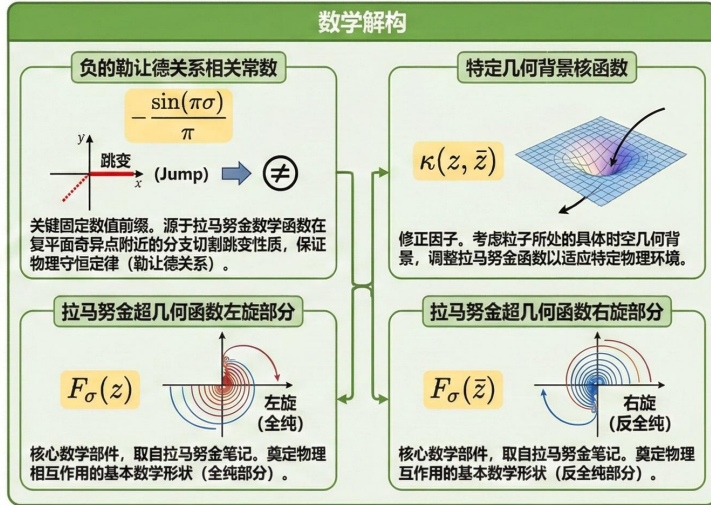 数学解构
负的勒让德关系相关常数
−sin(πσ)/π
y
跳变
x
(Jump)
≠
关键固定数值前缀。源于拉马努金数学函数在
复平面奇异点附近的分支切割跳变性质，保证
物理守恒定律（勒让德关系）。
特定几何背景核函数
κ(z, z̄)
修正因子。考虑粒子所处的具体时空几何背
景，调整拉马努金函数以适应特定物理环境。
拉马努金超几何函数左旋部分
Fσ(z)
左旋
（全纯）
核心数学部件，取自拉马努金笔记。奠定物理
相互作用的基本数学形状（全纯部分）。
拉马努金超几何函数右旋部分
Fσ(z̄)
右旋
（反全纯）
核心数学部件，取自拉马努金笔记。奠定物理
互作用的基本数学形状（反全纯部分）。